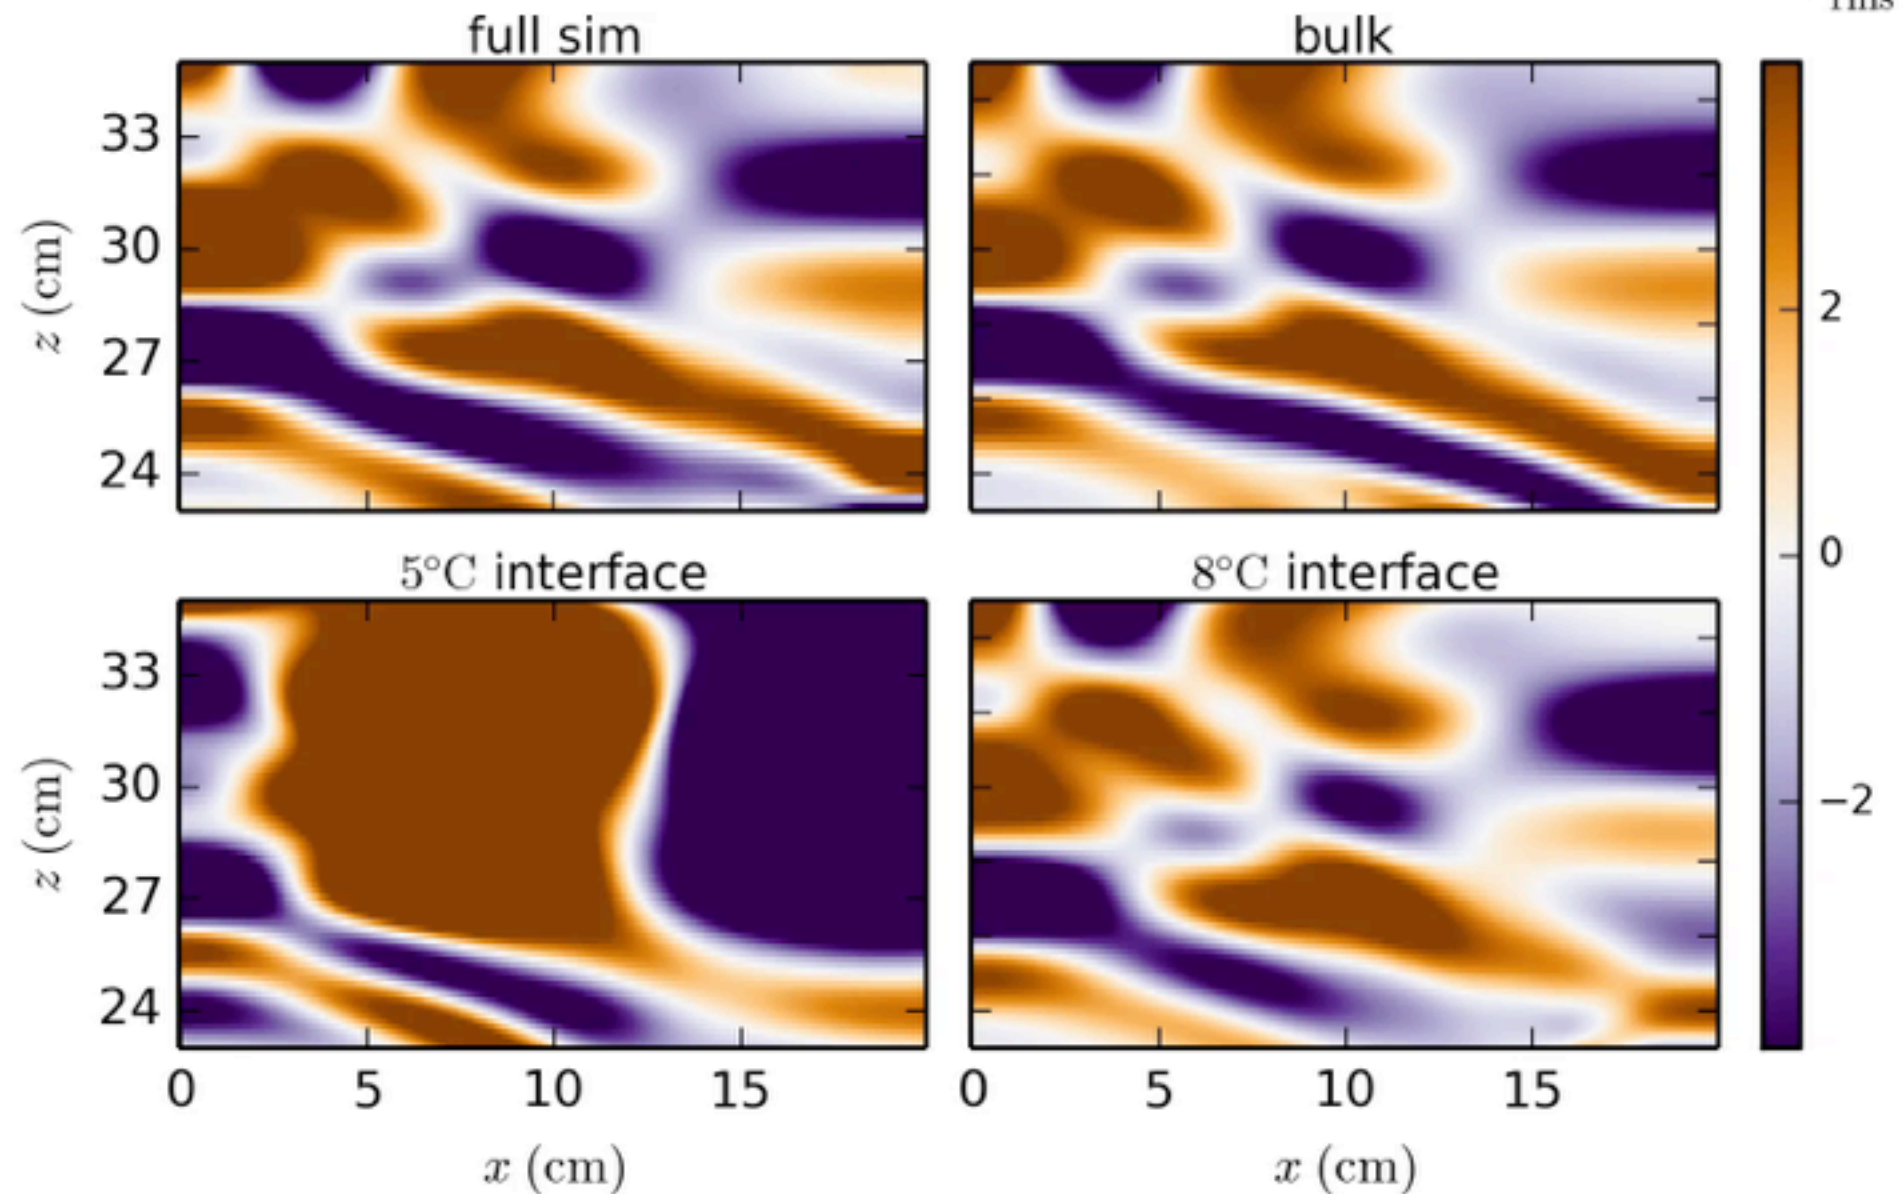 full sim
bulk
33
30
27
24
z (cm)
2
0
−2
5°C interface
8°C interface
33
30
27
24
z (cm)
0 5 10 15
0 5 10 15
x (cm)
x (cm)